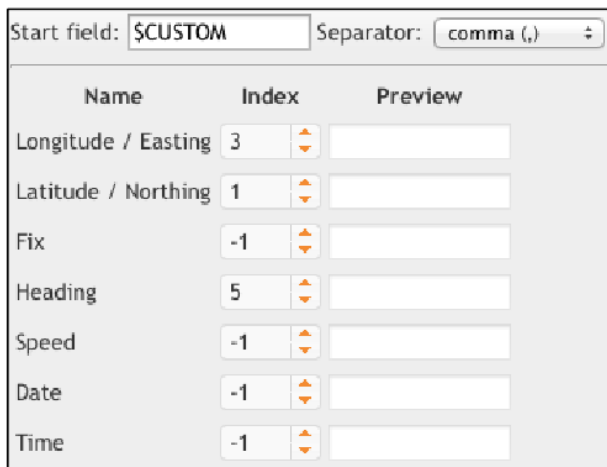 Start field: $CUSTOM Separator: comma (,)
Name Index Preview
Longitude / Easting 3
Latitude / Northing 1
Fix -1
Heading 5
Speed -1
Date -1
Time -1